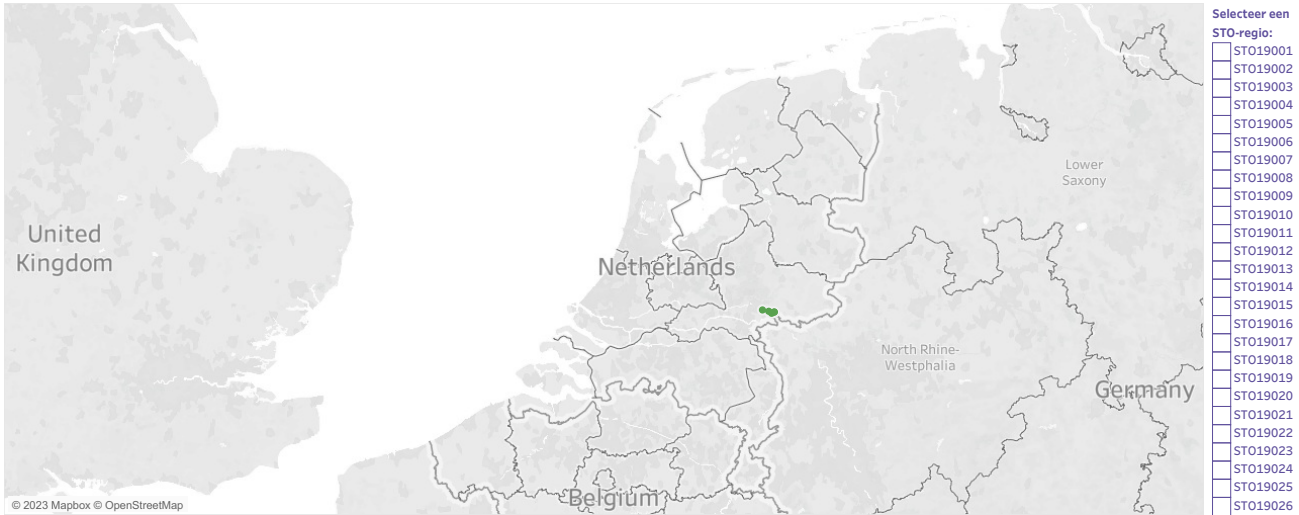 Selecteer een
STO-regio:
STO19001
STO19002
STO19003
STO19004
STO19005
STO19006
STO19007
STO19008
STO19009
STO19010
STO19011
STO19012
STO19013
STO19014
STO19015
STO19016
STO19017
STO19018
STO19019
STO19020
STO19021
STO19022
STO19023
STO19024
STO19025
STO19026
Lower
Saxony
United
Kingdom
Netherlands
North Rhine-
Westphalia
Germany
Belgium
© 2023 Mapbox © OpenStreetMap